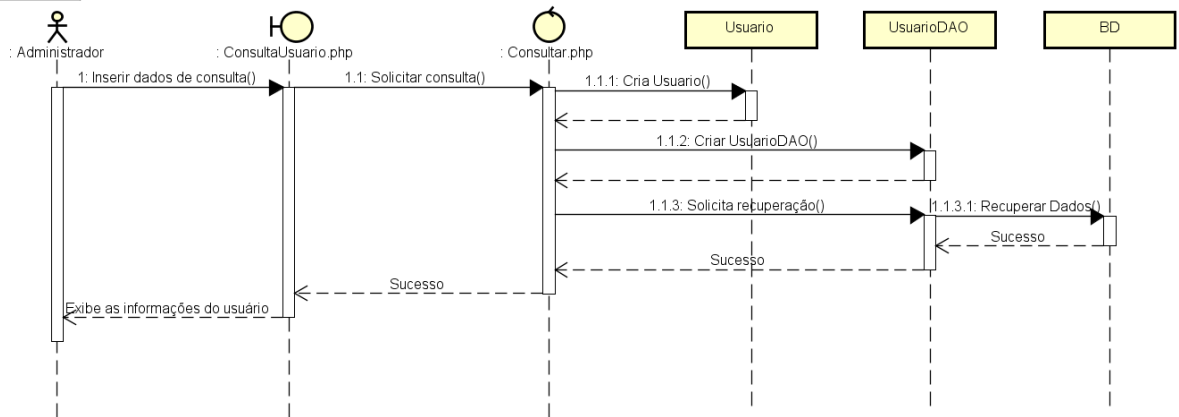 : Administrador
: ConsultaUsuario.php
: Consultar.php
Usuario
UsuarioDAO
BD
1: Inserir dados de consulta()
1.1: Solicitar consulta()
1.1.1: Cria Usuario()
1.1.2: Criar UsuarioDAO()
1.1.3: Solicita recuperação()
1.1.3.1: Recuperar Dados()
Sucesso
Sucesso
Sucesso
Exibe as informações do usuário